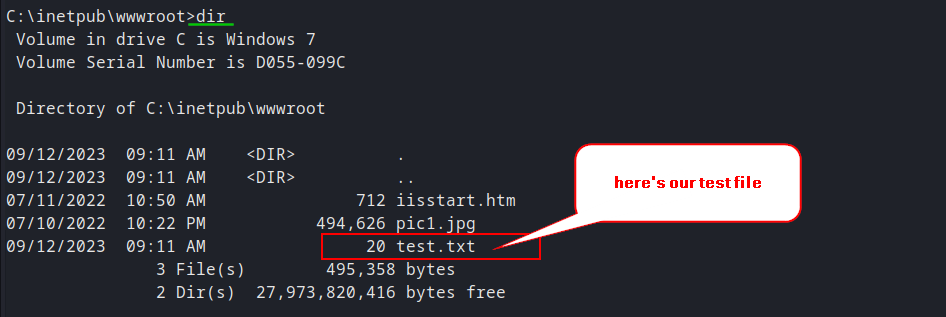 C:\inetpub\wwwroot>dir
 Volume in drive C is Windows 7
 Volume Serial Number is D055-099C
 Directory of C:\inetpub\wwwroot
09/12/2023  09:11 AM    <DIR>          .
09/12/2023  09:11 AM    <DIR>          ..
07/11/2022  10:50 AM               712 iisstart.htm
07/10/2022  10:22 PM           494,626 pic1.jpg
09/12/2023  09:11 AM                20 test.txt
               3 File(s)        495,358 bytes
               2 Dir(s)  27,973,820,416 bytes free
here's our test file